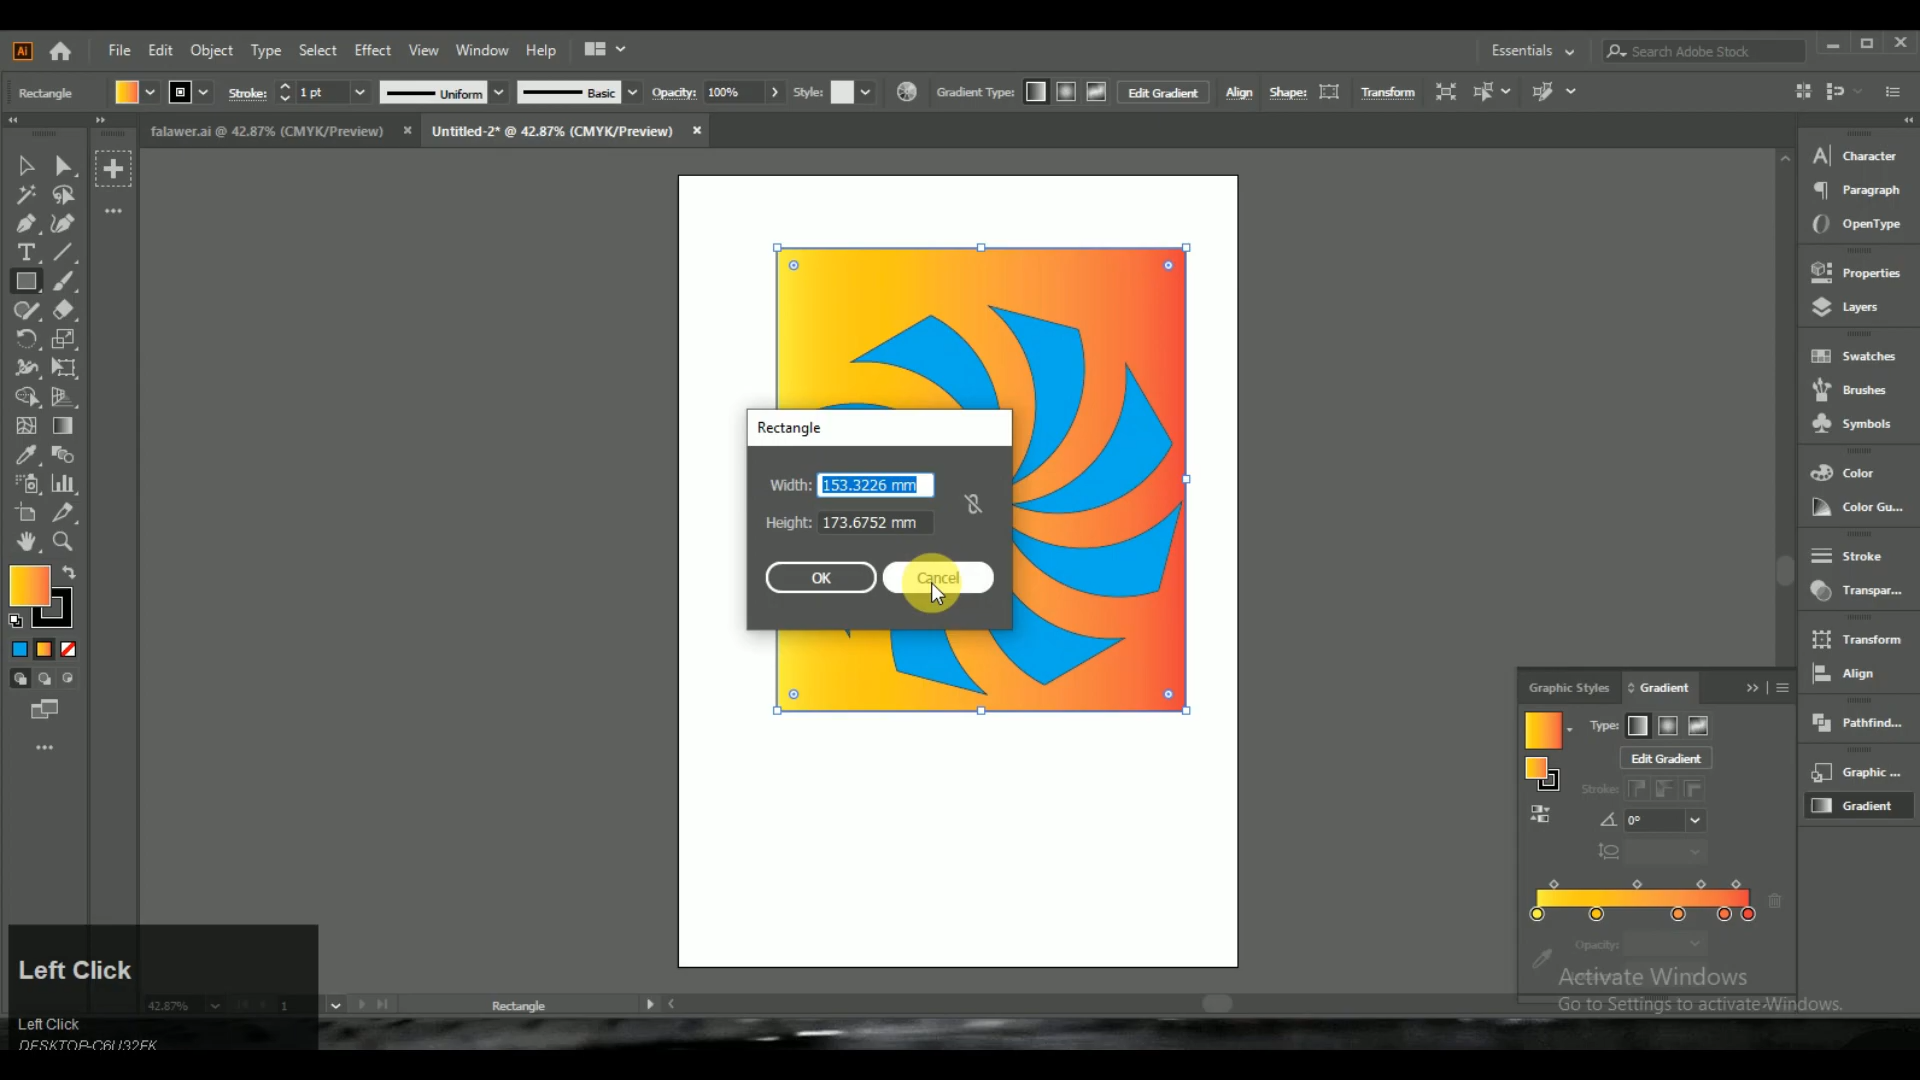 Ai File Edit Object Type Select Effect View Window Help Essentials Search Adobe Stock
Rectangle Stroke: 1 pt Uniform Basic Opacity: 100% Style: Gradient Type: Edit Gradient Align Shape: Transform
falawer.ai @ 42.87% (CMYK/Preview) × Untitled-2* @ 42.87% (CMYK/Preview) ×
Character
Paragraph
OpenType
Properties
Layers
Swatches
Brushes
Symbols
Color
Color Gu...
Stroke
Transpar...
Transform
Align
Pathfind...
Graphic ...
Gradient
Rectangle
Width: 153.3226 mm
Height: 173.6752 mm
OK Cancel
Graphic Styles Gradient
Type:
Edit Gradient
Stroke:
0°
Opacity:
Activate Windows
Go to Settings to activate Windows.
42.87% 1 Rectangle
Left Click
Left Click
DESKTOP-C6U32FK